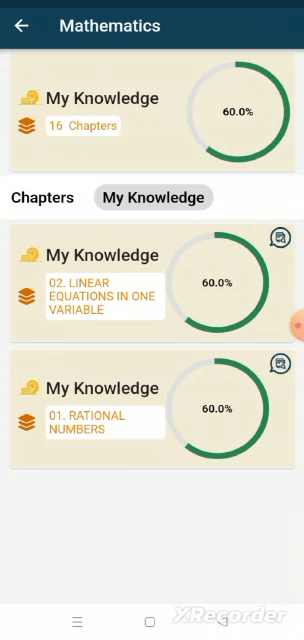 Mathematics
My Knowledge
16 Chapters
60.0%
Chapters
My Knowledge
My Knowledge
02. LINEAR
EQUATIONS IN ONE
VARIABLE
60.0%
My Knowledge
01. RATIONAL
NUMBERS
60.0%
XRecorder